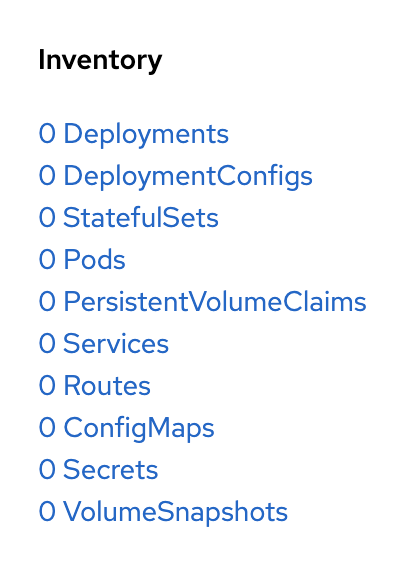 Inventory
0 Deployments
0 DeploymentConfigs
0 StatefulSets
0 Pods
0 PersistentVolumeClaims
0 Services
0 Routes
0 ConfigMaps
0 Secrets
0 VolumeSnapshots